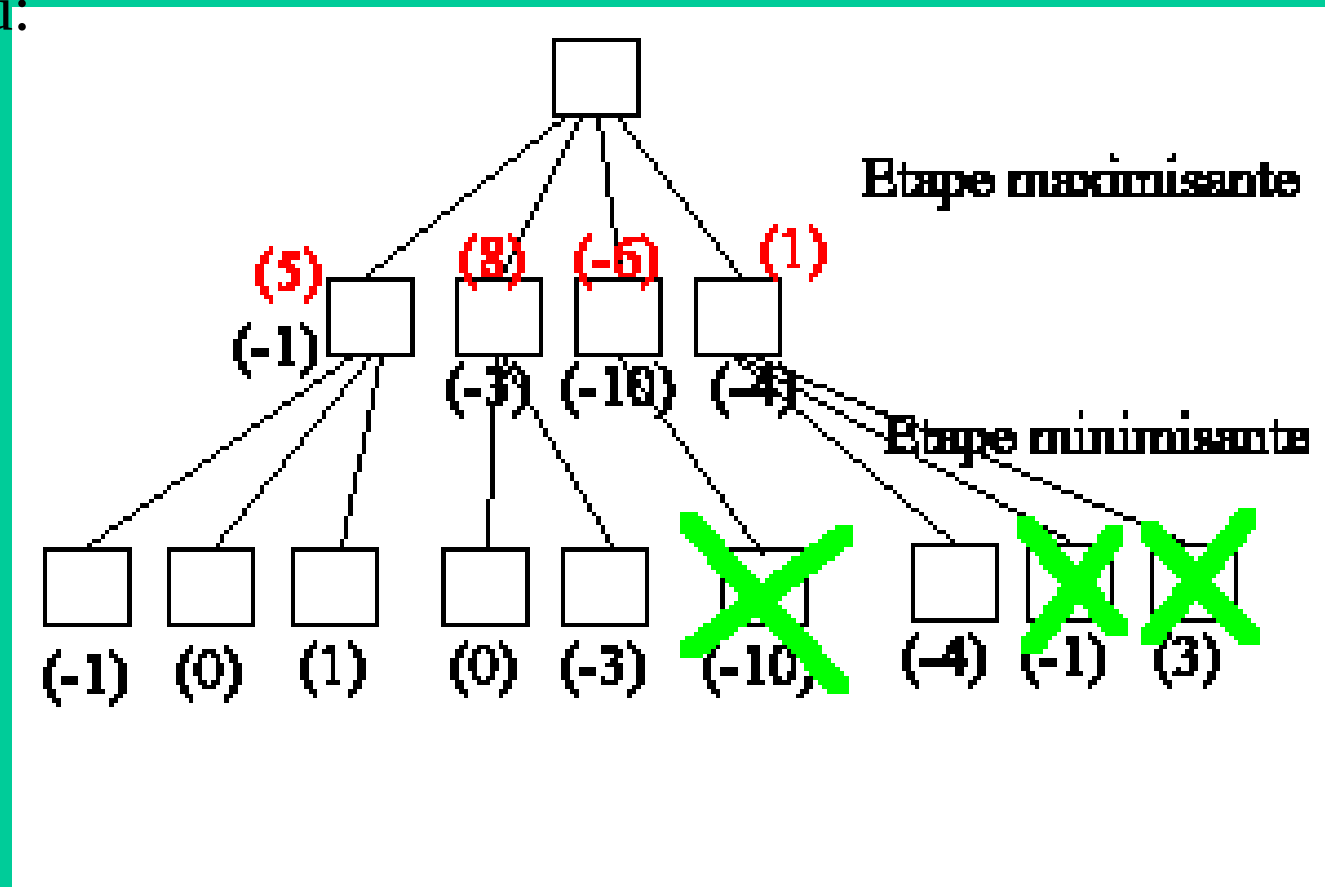 Etape maximisante
(5) (8) (-6) (1)
(-1) (-3) (-10) (-4)
Etape minimisante
(-1) (0) (1) (0) (-3) (-10) (-4) (-1) (3)